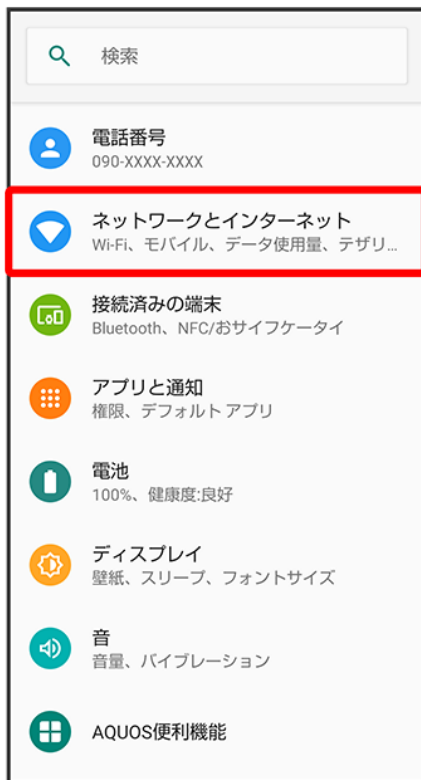 検索
電話番号
090-XXXX-XXXX
ネットワークとインターネット
Wi-Fi、モバイル、データ使用量、テザリ...
接続済みの端末
Bluetooth、NFC/おサイフケータイ
アプリと通知
権限、デフォルト アプリ
電池
100%、健康度:良好
ディスプレイ
壁紙、スリープ、フォントサイズ
音
音量、バイブレーション
AQUOS便利機能